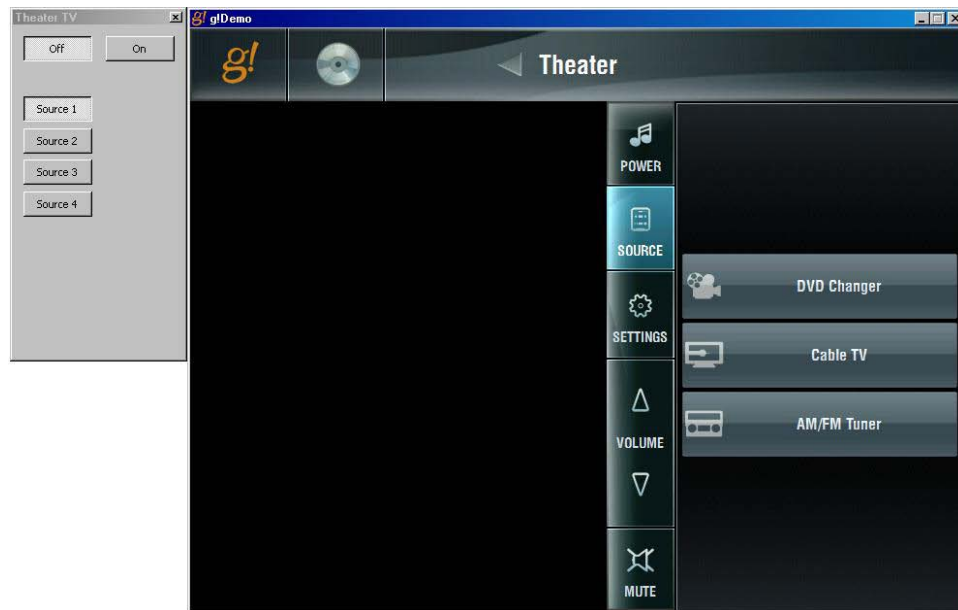 Theater TV
Off
On
Source 1
Source 2
Source 3
Source 4
g! g!Demo
g!
Theater
POWER
SOURCE
SETTINGS
VOLUME
MUTE
DVD Changer
Cable TV
AM/FM Tuner